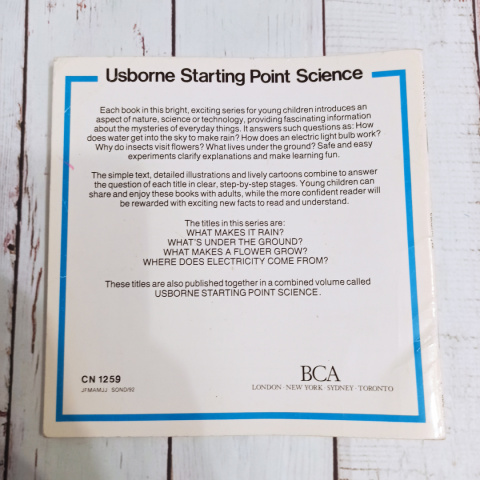 Usborne Starting Point Science
Each book in this bright, exciting series for young children introduces an
aspect of nature, science or technology, providing fascinating information
about the mysteries of everyday things. It answers such questions as: How
does water get into the sky to make rain? How does an electric light bulb work?
Why do insects visit flowers? What lives under the ground? Safe and easy
experiments clarify explanations and make learning fun.
The simple text, detailed illustrations and lively cartoons combine to answer
the question of each title in clear, step-by-step stages. Young children can
share and enjoy these books with adults, while the more confident reader will
be rewarded with exciting new facts to read and understand.
The titles in this series are:
WHAT MAKES IT RAIN?
WHAT'S UNDER THE GROUND?
WHAT MAKES A FLOWER GROW?
WHERE DOES ELECTRICITY COME FROM?
These titles are also published together in a combined volume called
USBORNE STARTING POINT SCIENCE.
CN 1259
BCA
LONDON · NEW YORK · SYDNEY · TORONTO